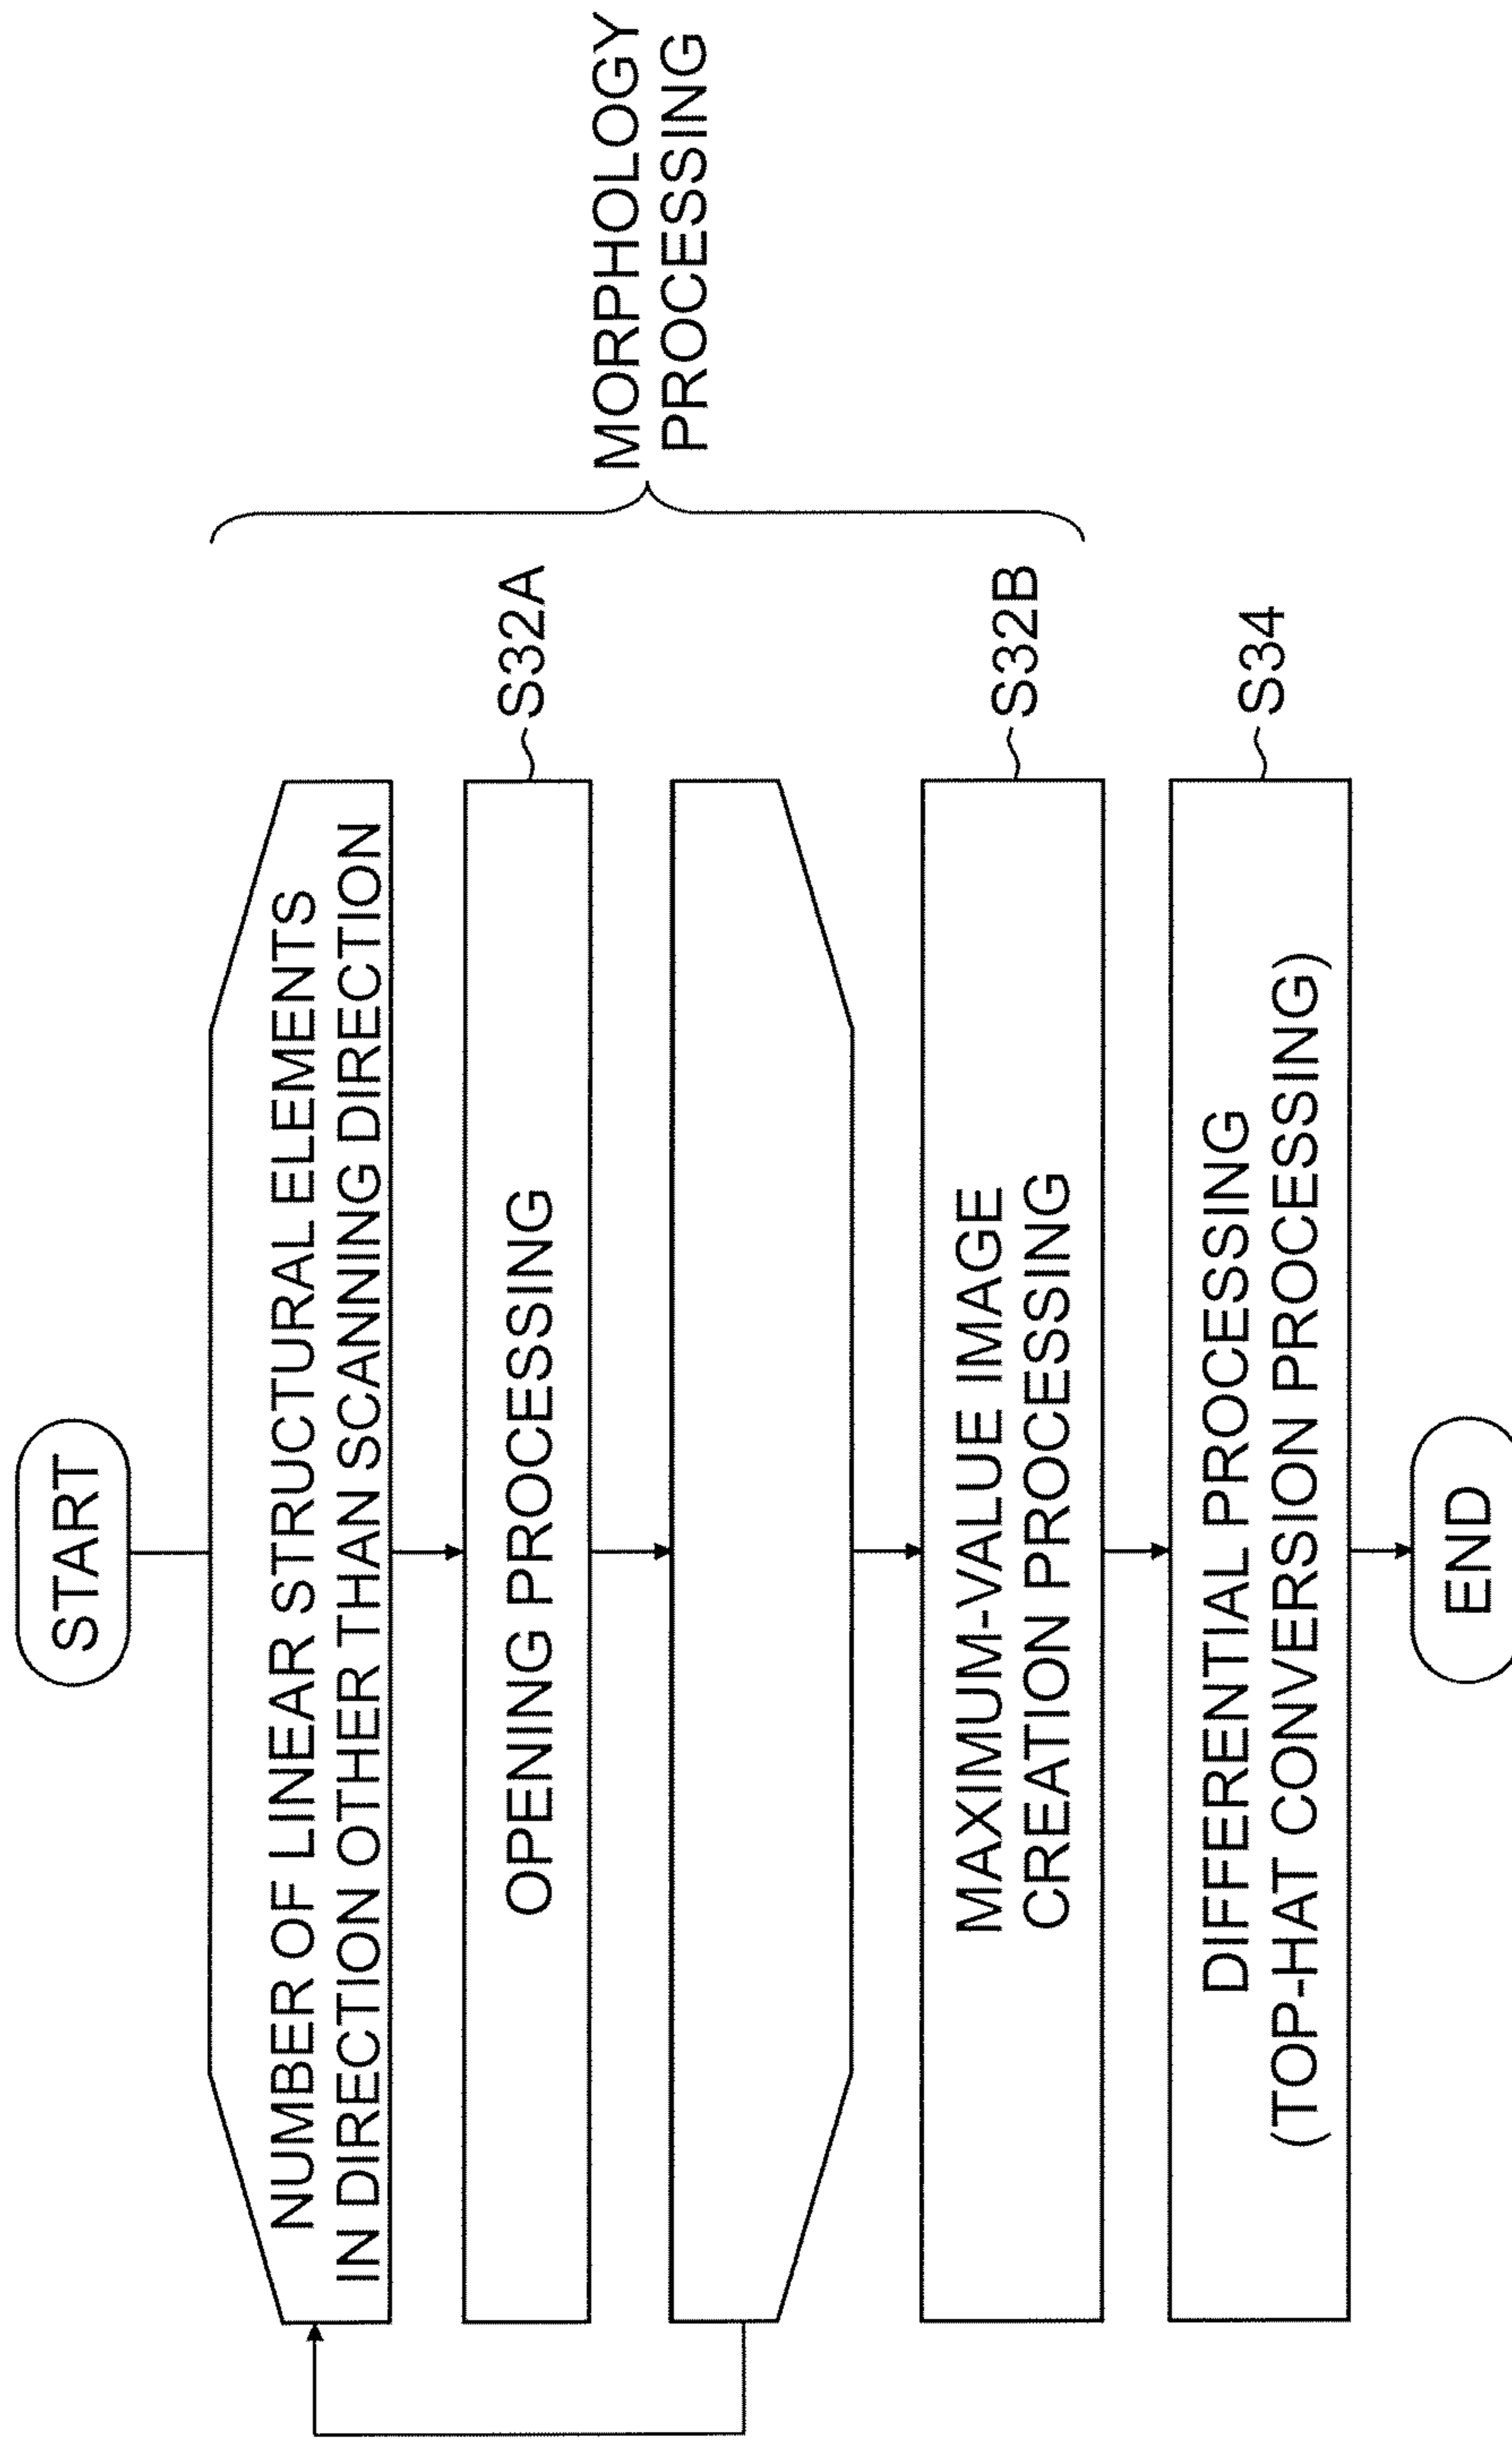 START
NUMBER OF LINEAR STRUCTURAL ELEMENTS
IN DIRECTION OTHER THAN SCANNING DIRECTION
OPENING PROCESSING
S32A
MORPHOLOGY
PROCESSING
MAXIMUM-VALUE IMAGE
CREATION PROCESSING
S32B
DIFFERENTIAL PROCESSING
(TOP-HAT CONVERSION PROCESSING)
S34
END